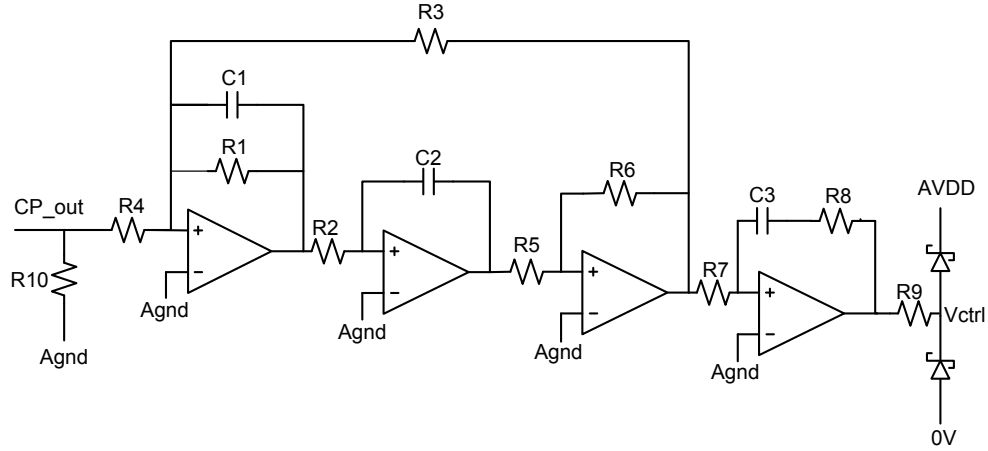 R3
C1
R1
C2
R6
C3
R8
AVDD
CP_out
R4
+
-
R2
+
-
R5
+
-
R7
+
-
R9
Vctrl
R10
Agnd
Agnd
Agnd
Agnd
Agnd
0V